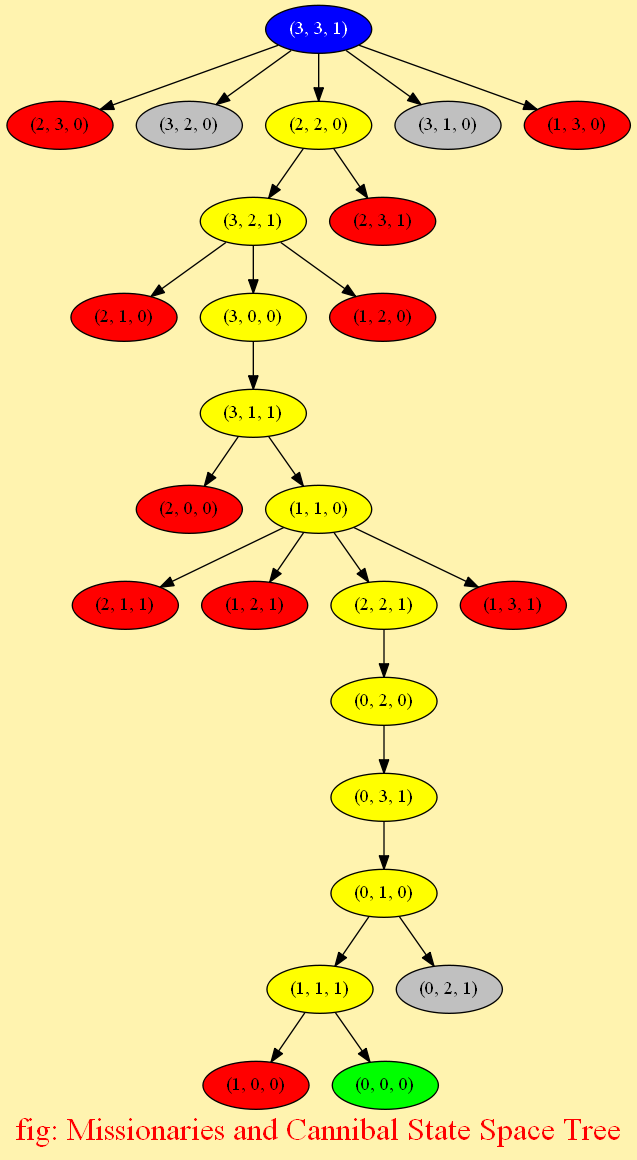 (3, 3, 1)
(2, 3, 0) (3, 2, 0) (2, 2, 0) (3, 1, 0) (1, 3, 0)
(3, 2, 1) (2, 3, 1)
(2, 1, 0) (3, 0, 0) (1, 2, 0)
(3, 1, 1)
(2, 0, 0) (1, 1, 0)
(2, 1, 1) (1, 2, 1) (2, 2, 1) (1, 3, 1)
(0, 2, 0)
(0, 3, 1)
(0, 1, 0)
(1, 1, 1) (0, 2, 1)
(1, 0, 0) (0, 0, 0)
fig: Missionaries and Cannibal State Space Tree